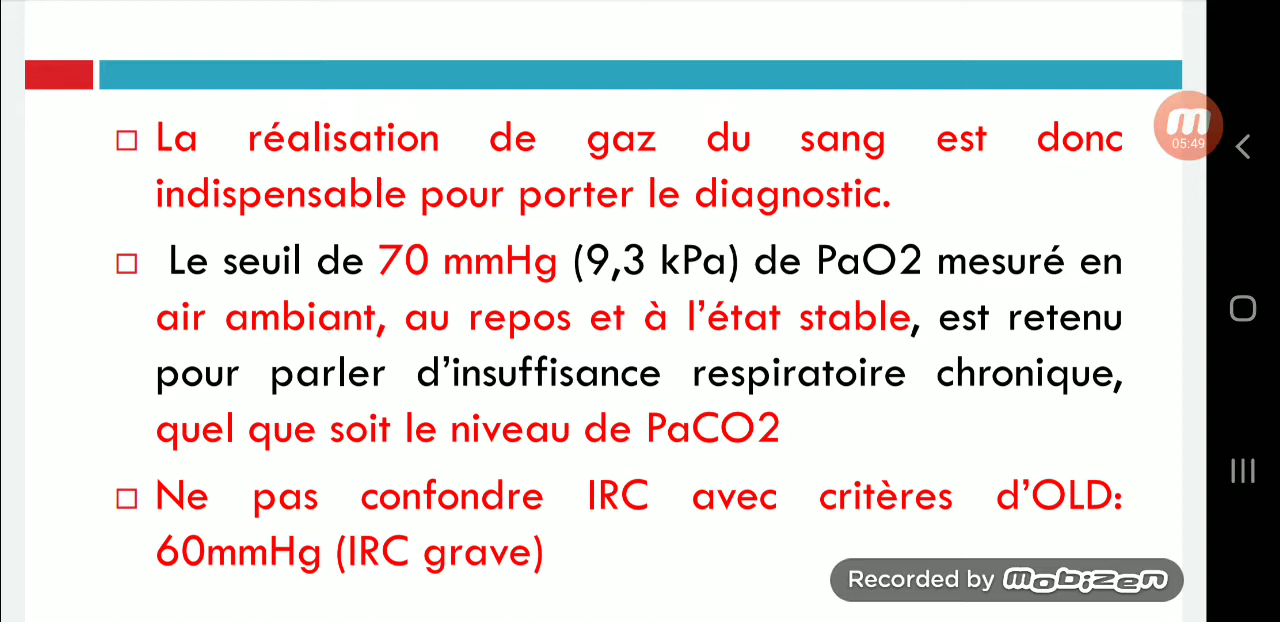 La réalisation de gaz du sang est donc
indispensable pour porter le diagnostic.
Le seuil de 70 mmHg (9,3 kPa) de PaO2 mesuré en
air ambiant, au repos et à l’état stable, est retenu
pour parler d’insuffisance respiratoire chronique,
quel que soit le niveau de PaCO2
Ne pas confondre IRC avec critères d’OLD:
60mmHg (IRC grave)
m
05:49
Recorded by mobizen